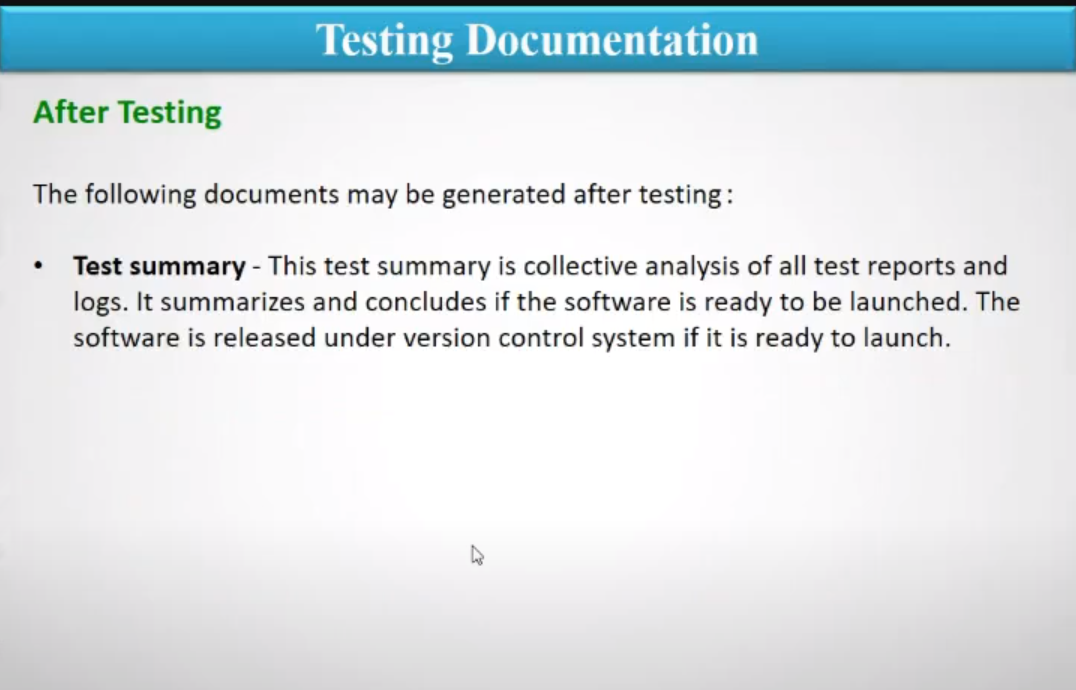 Testing Documentation
After Testing
The following documents may be generated after testing :
• Test summary - This test summary is collective analysis of all test reports and
logs. It summarizes and concludes if the software is ready to be launched. The
software is released under version control system if it is ready to launch.